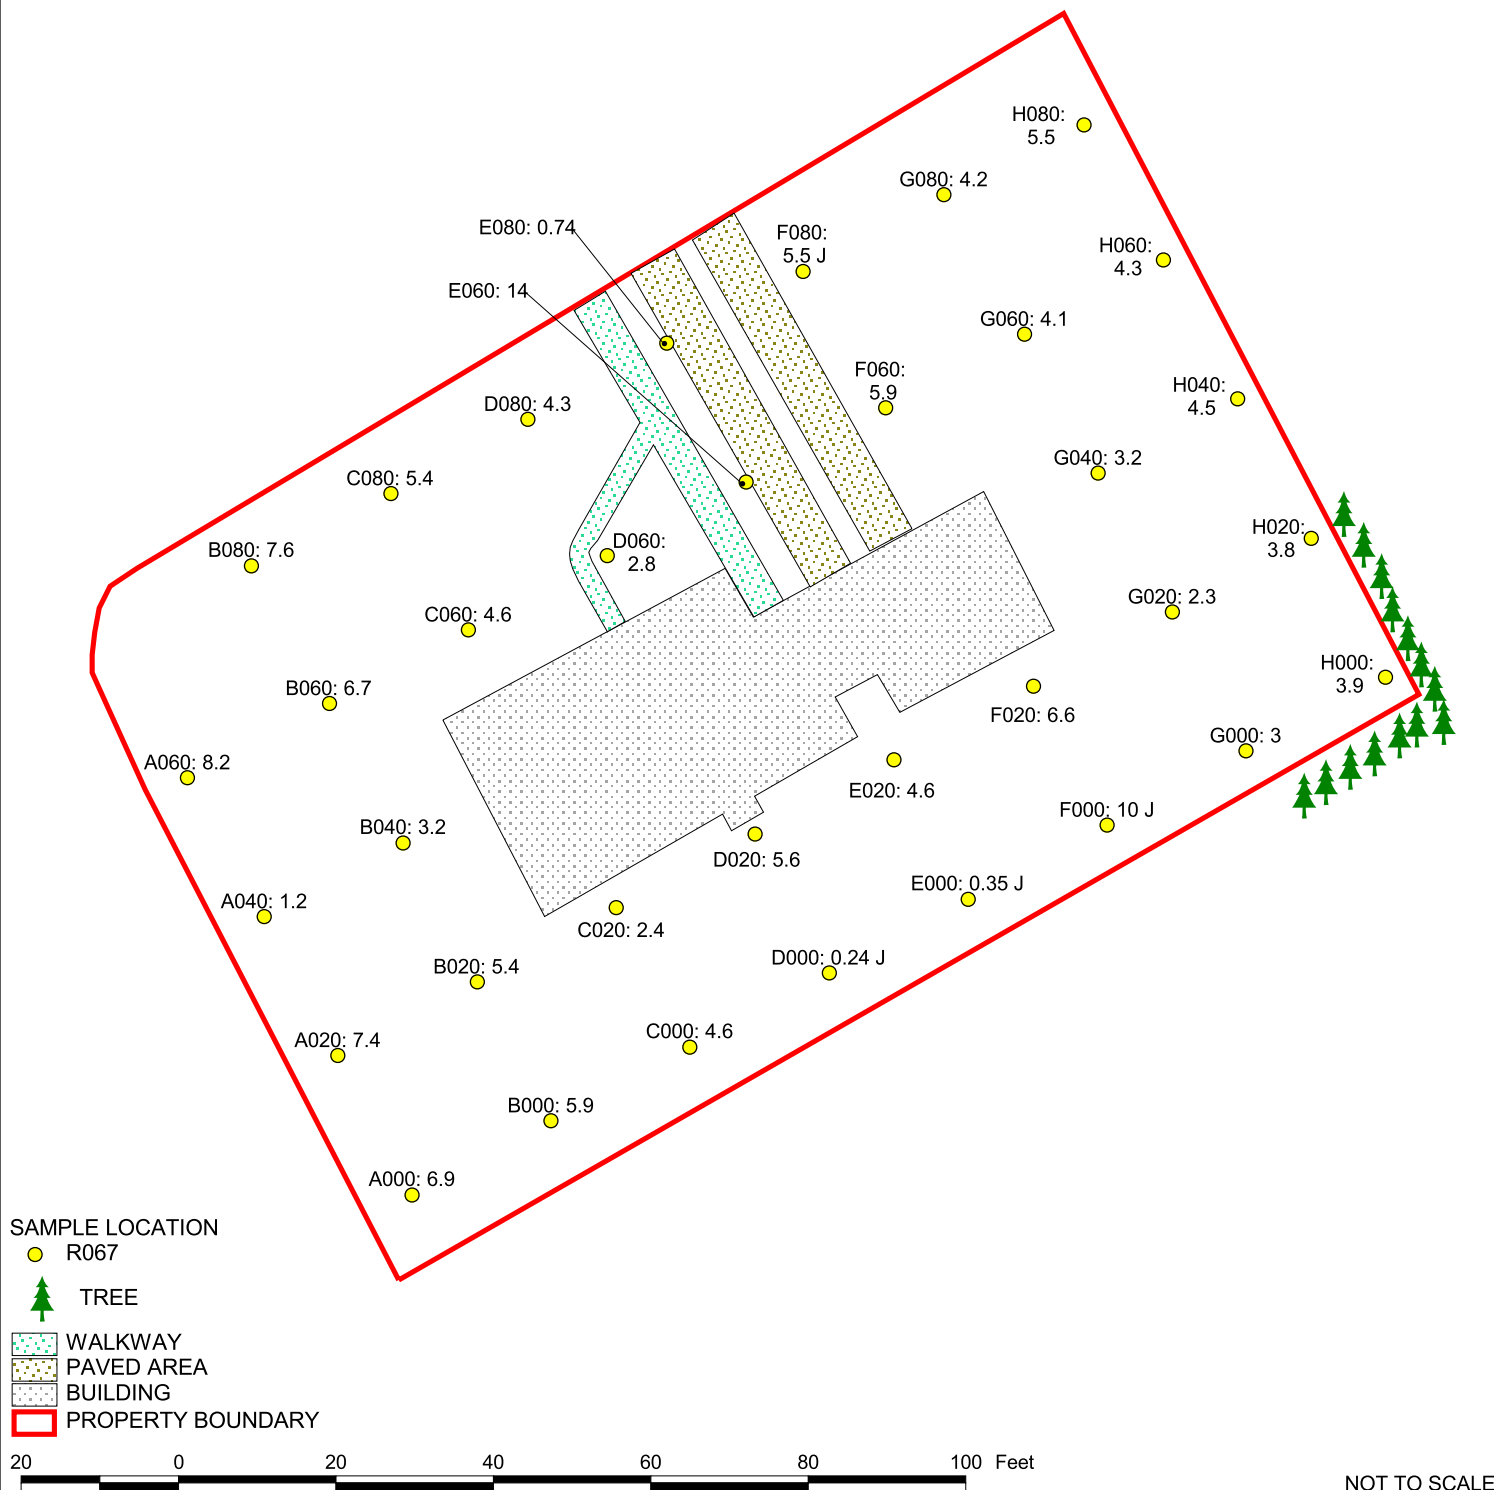 H080:
5.5
G080: 4.2
E080: 0.74
F080:
5.5 J
H060:
4.3
E060: 14
G060: 4.1
F060:
5.9
H040:
4.5
D080: 4.3
G040: 3.2
C080: 5.4
H020:
3.8
B080: 7.6
D060:
2.8
G020: 2.3
C060: 4.6
H000:
3.9
B060: 6.7
F020: 6.6
G000: 3
A060: 8.2
E020: 4.6
F000: 10 J
B040: 3.2
D020: 5.6
E000: 0.35 J
A040: 1.2
C020: 2.4
D000: 0.24 J
B020: 5.4
C000: 4.6
A020: 7.4
B000: 5.9
A000: 6.9
SAMPLE LOCATION
R067
TREE
WALKWAY
PAVED AREA
BUILDING
PROPERTY BOUNDARY
20 0 20 40 60 80 100 Feet
NOT TO SCALE